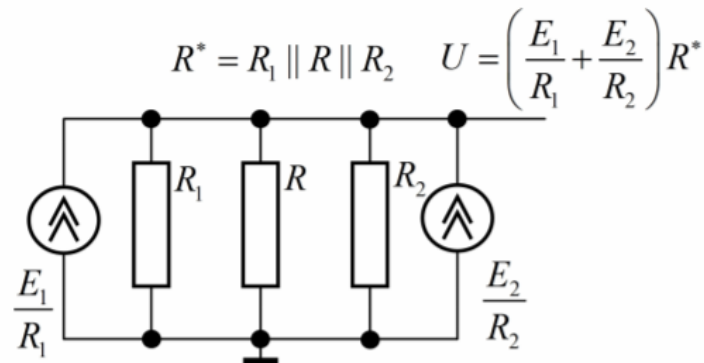 R* = R₁ || R || R₂
U = (E₁/R₁ + E₂/R₂) R*
R₁
R
R₂
E₁/R₁
E₂/R₂